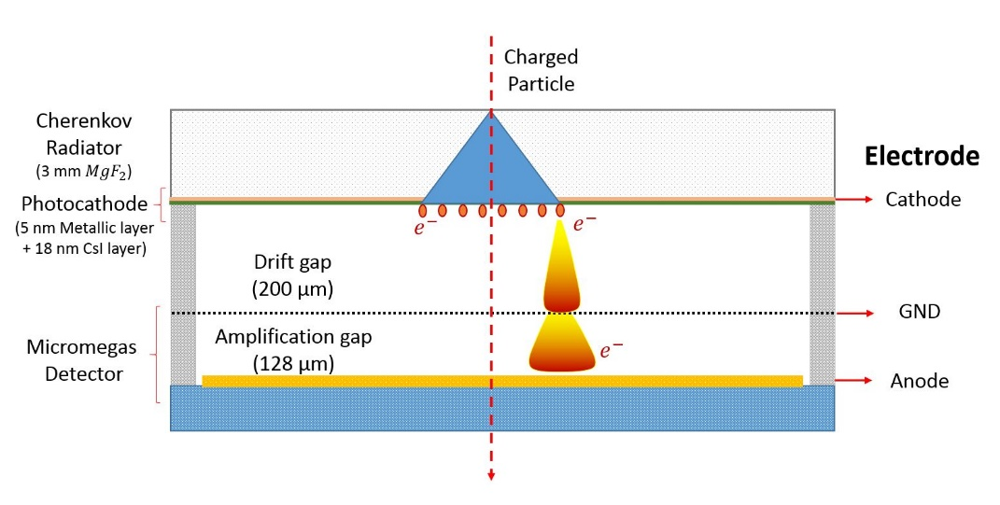 Charged
Particle
Cherenkov
Radiator
(3 mm MgF₂)
Electrode
Photocathode
(5 nm Metallic layer
+ 18 nm CsI layer)
Cathode
e⁻
e⁻
Drift gap
(200 µm)
GND
Amplification gap
(128 µm)
e⁻
Micromegas
Detector
Anode